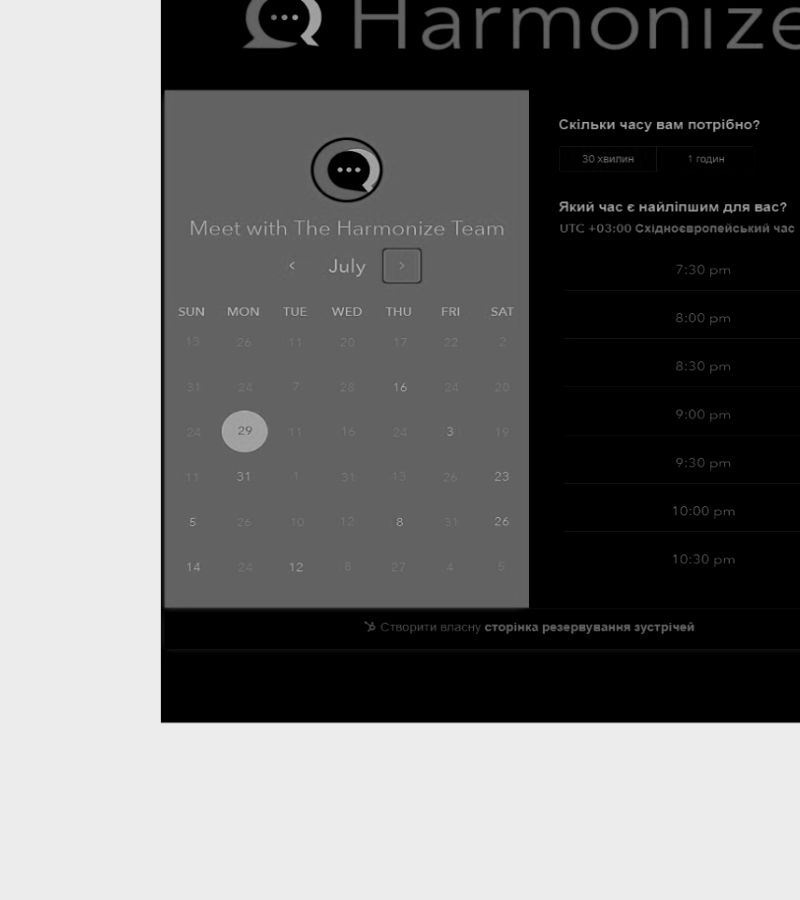 Harmonize
Meet with The Harmonize Team
July
SUN MON TUE WED THU FRI SAT
13 26 11 20 17 22 2
31 24 7 28 16 24 20
24 29 11 16 24 3 19
11 31 1 31 13 26 23
5 26 10 12 8 31 26
14 24 12 8 27 4 5
Скільки часу вам потрібно?
30 хвилин 1 годин
Який час є найліпшим для вас?
UTC +03:00 Східноєвропейський час
7:30 pm
8:00 pm
8:30 pm
9:00 pm
9:30 pm
10:00 pm
10:30 pm
Створити власну сторінка резервування зустрічей